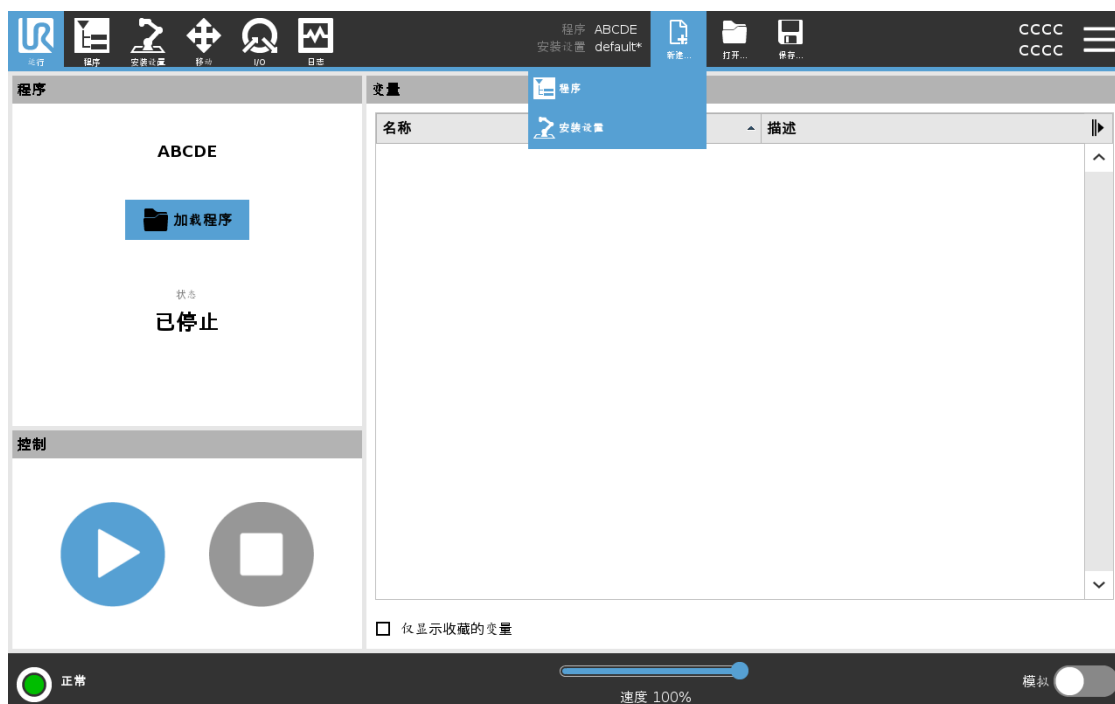 程序 ABCDE
安装设置 default*
CCCC
CCCC
运行
程序
安装设置
移动
I/O
日志
新建...
打开...
保存...
程序
安装设置
程序
ABCDE
加载程序
状态
已停止
控制
变量
名称
描述
仅显示收藏的变量
正常
速度 100%
模拟